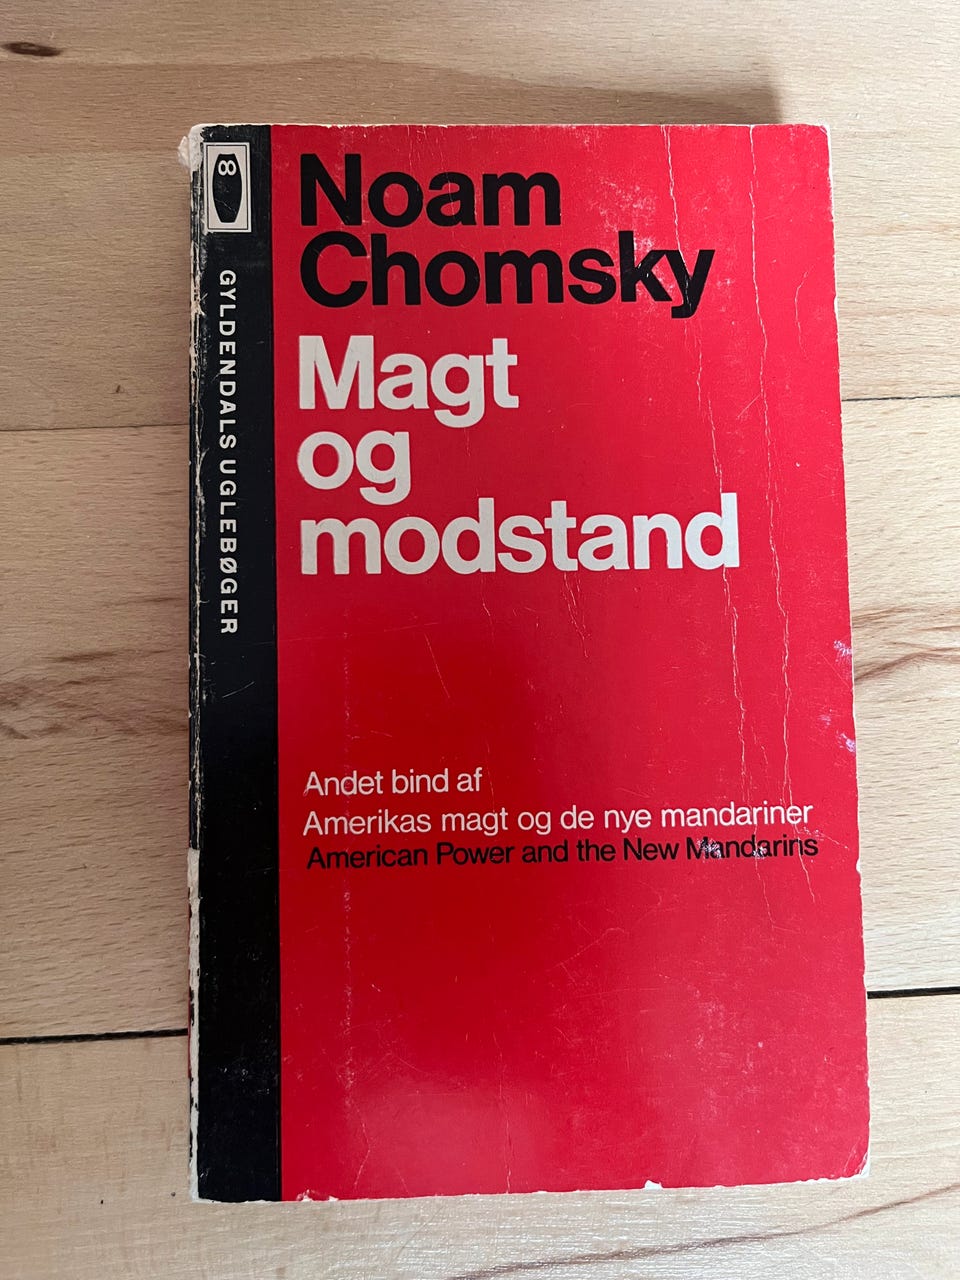 GYLDENDALS UGLEBØGER
Noam
Chomsky
Magt
og
modstand
Andet bind af
Amerikas magt og de nye mandariner
American Power and the New Mandarins